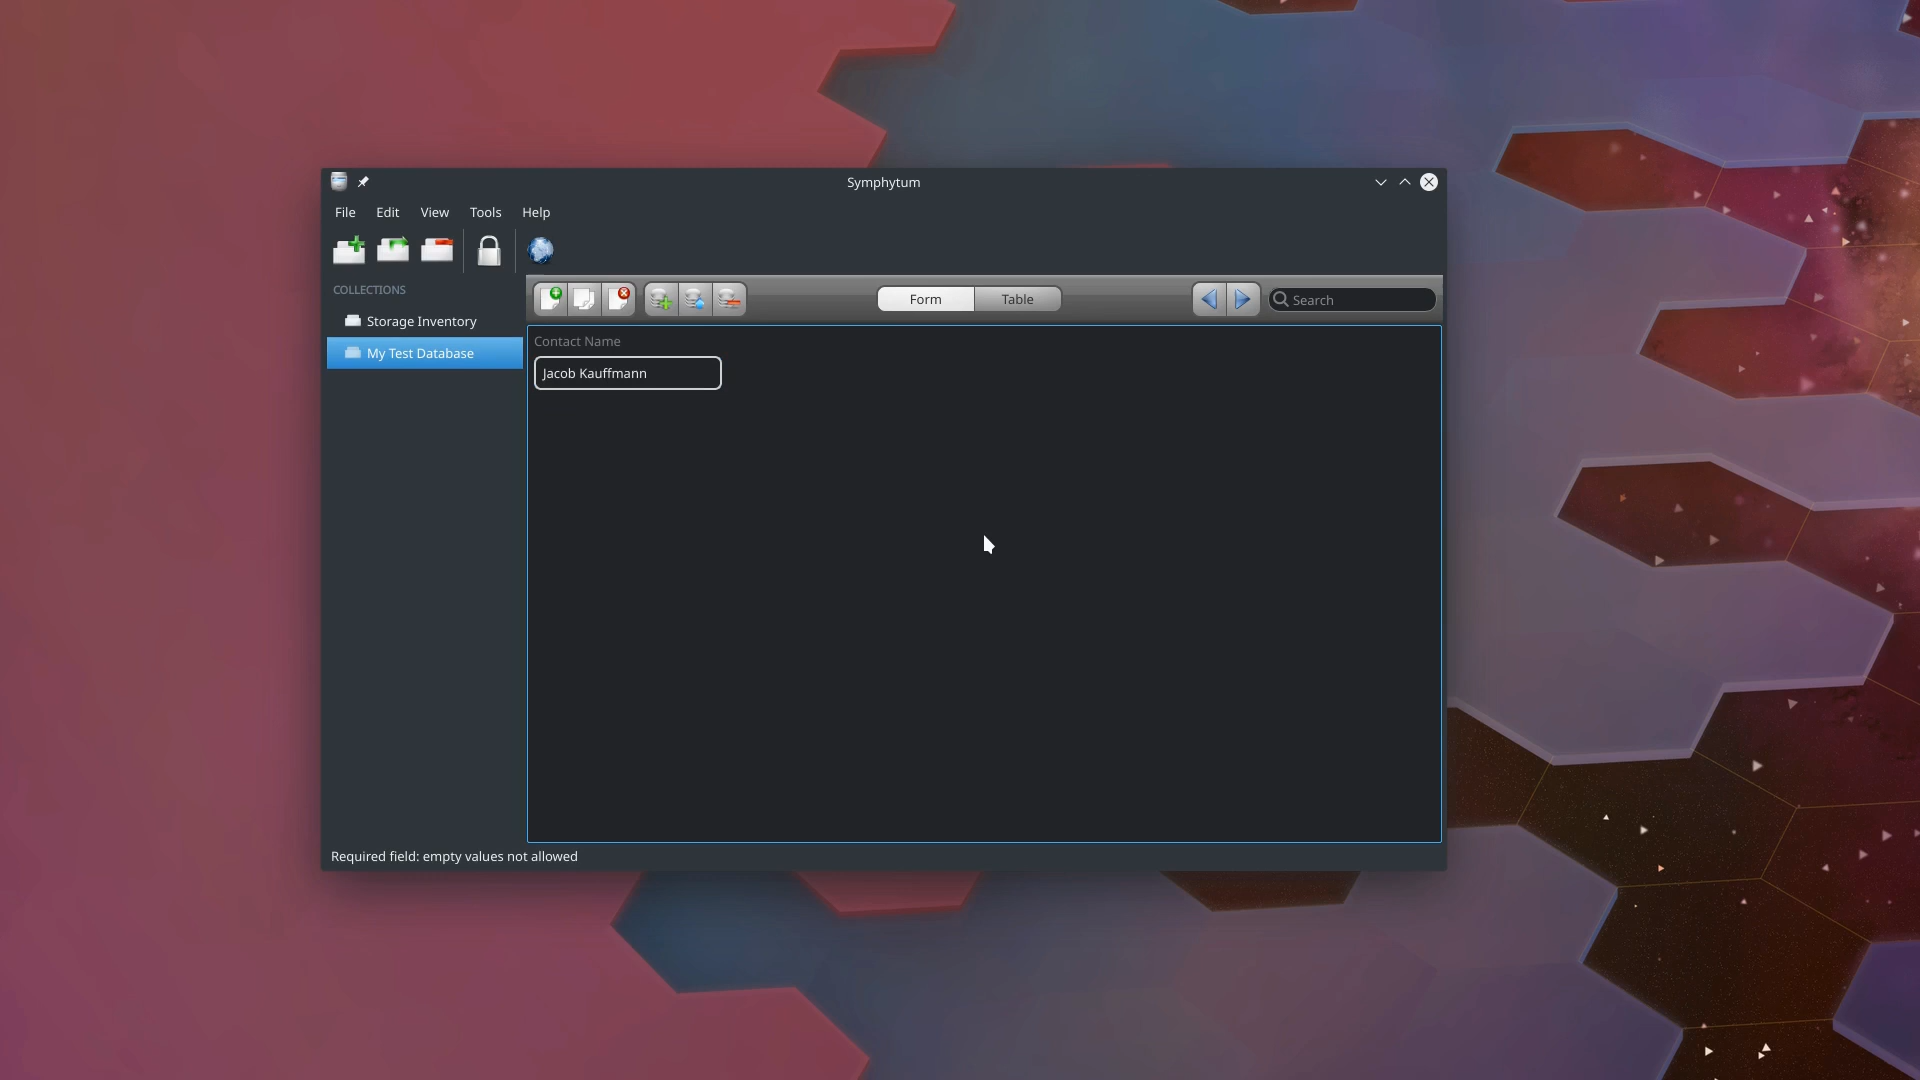 Symphytum
File Edit View Tools Help
COLLECTIONS
Storage Inventory
My Test Database
Form Table
Search
Contact Name
Jacob Kauffmann
Required field: empty values not allowed